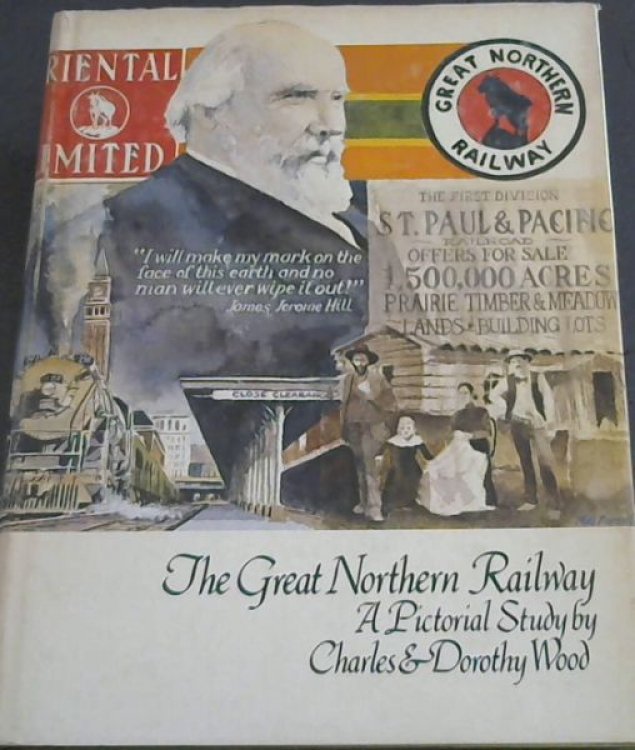 RIENTAL
IMITED
GREAT NORTHERN
RAILWAY
THE FIRST DIVISION
ST. PAUL & PACIFIC
RAILROAD
OFFERS FOR SALE
1,500,000 ACRES
PRAIRIE TIMBER & MEADOW
LANDS & BUILDING LOTS
"I will make my mark on the
face of this earth and no
man will ever wipe it out!"
James Jerome Hill
CLOSE CLEARANCE
The Great Northern Railway
A Pictorial Study by
Charles & Dorothy Wood